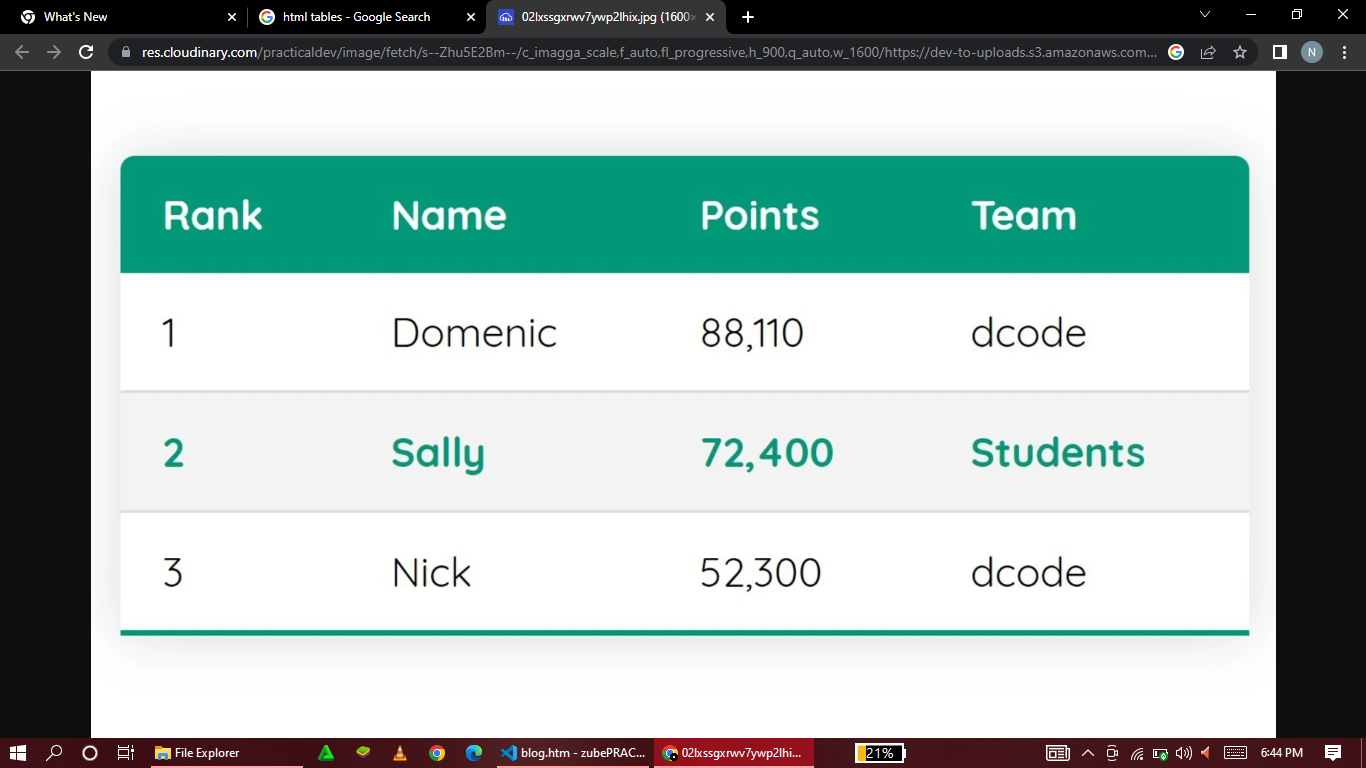 What's New
html tables - Google Search
02lxssgxrwv7ywp2lhix.jpg (1600×
res.cloudinary.com/practicaldev/image/fetch/s--Zhu5E2Bm--/c_imagga_scale,f_auto,fl_progressive,h_900,q_auto,w_1600/https://dev-to-uploads.s3.amazonaws.com...
N
Rank Name Points Team
1 Domenic 88,110 dcode
2 Sally 72,400 Students
3 Nick 52,300 dcode
File Explorer
blog.htm - zubePRAC...
02lxssgxrwv7ywp2lhi...
21%
6:44 PM